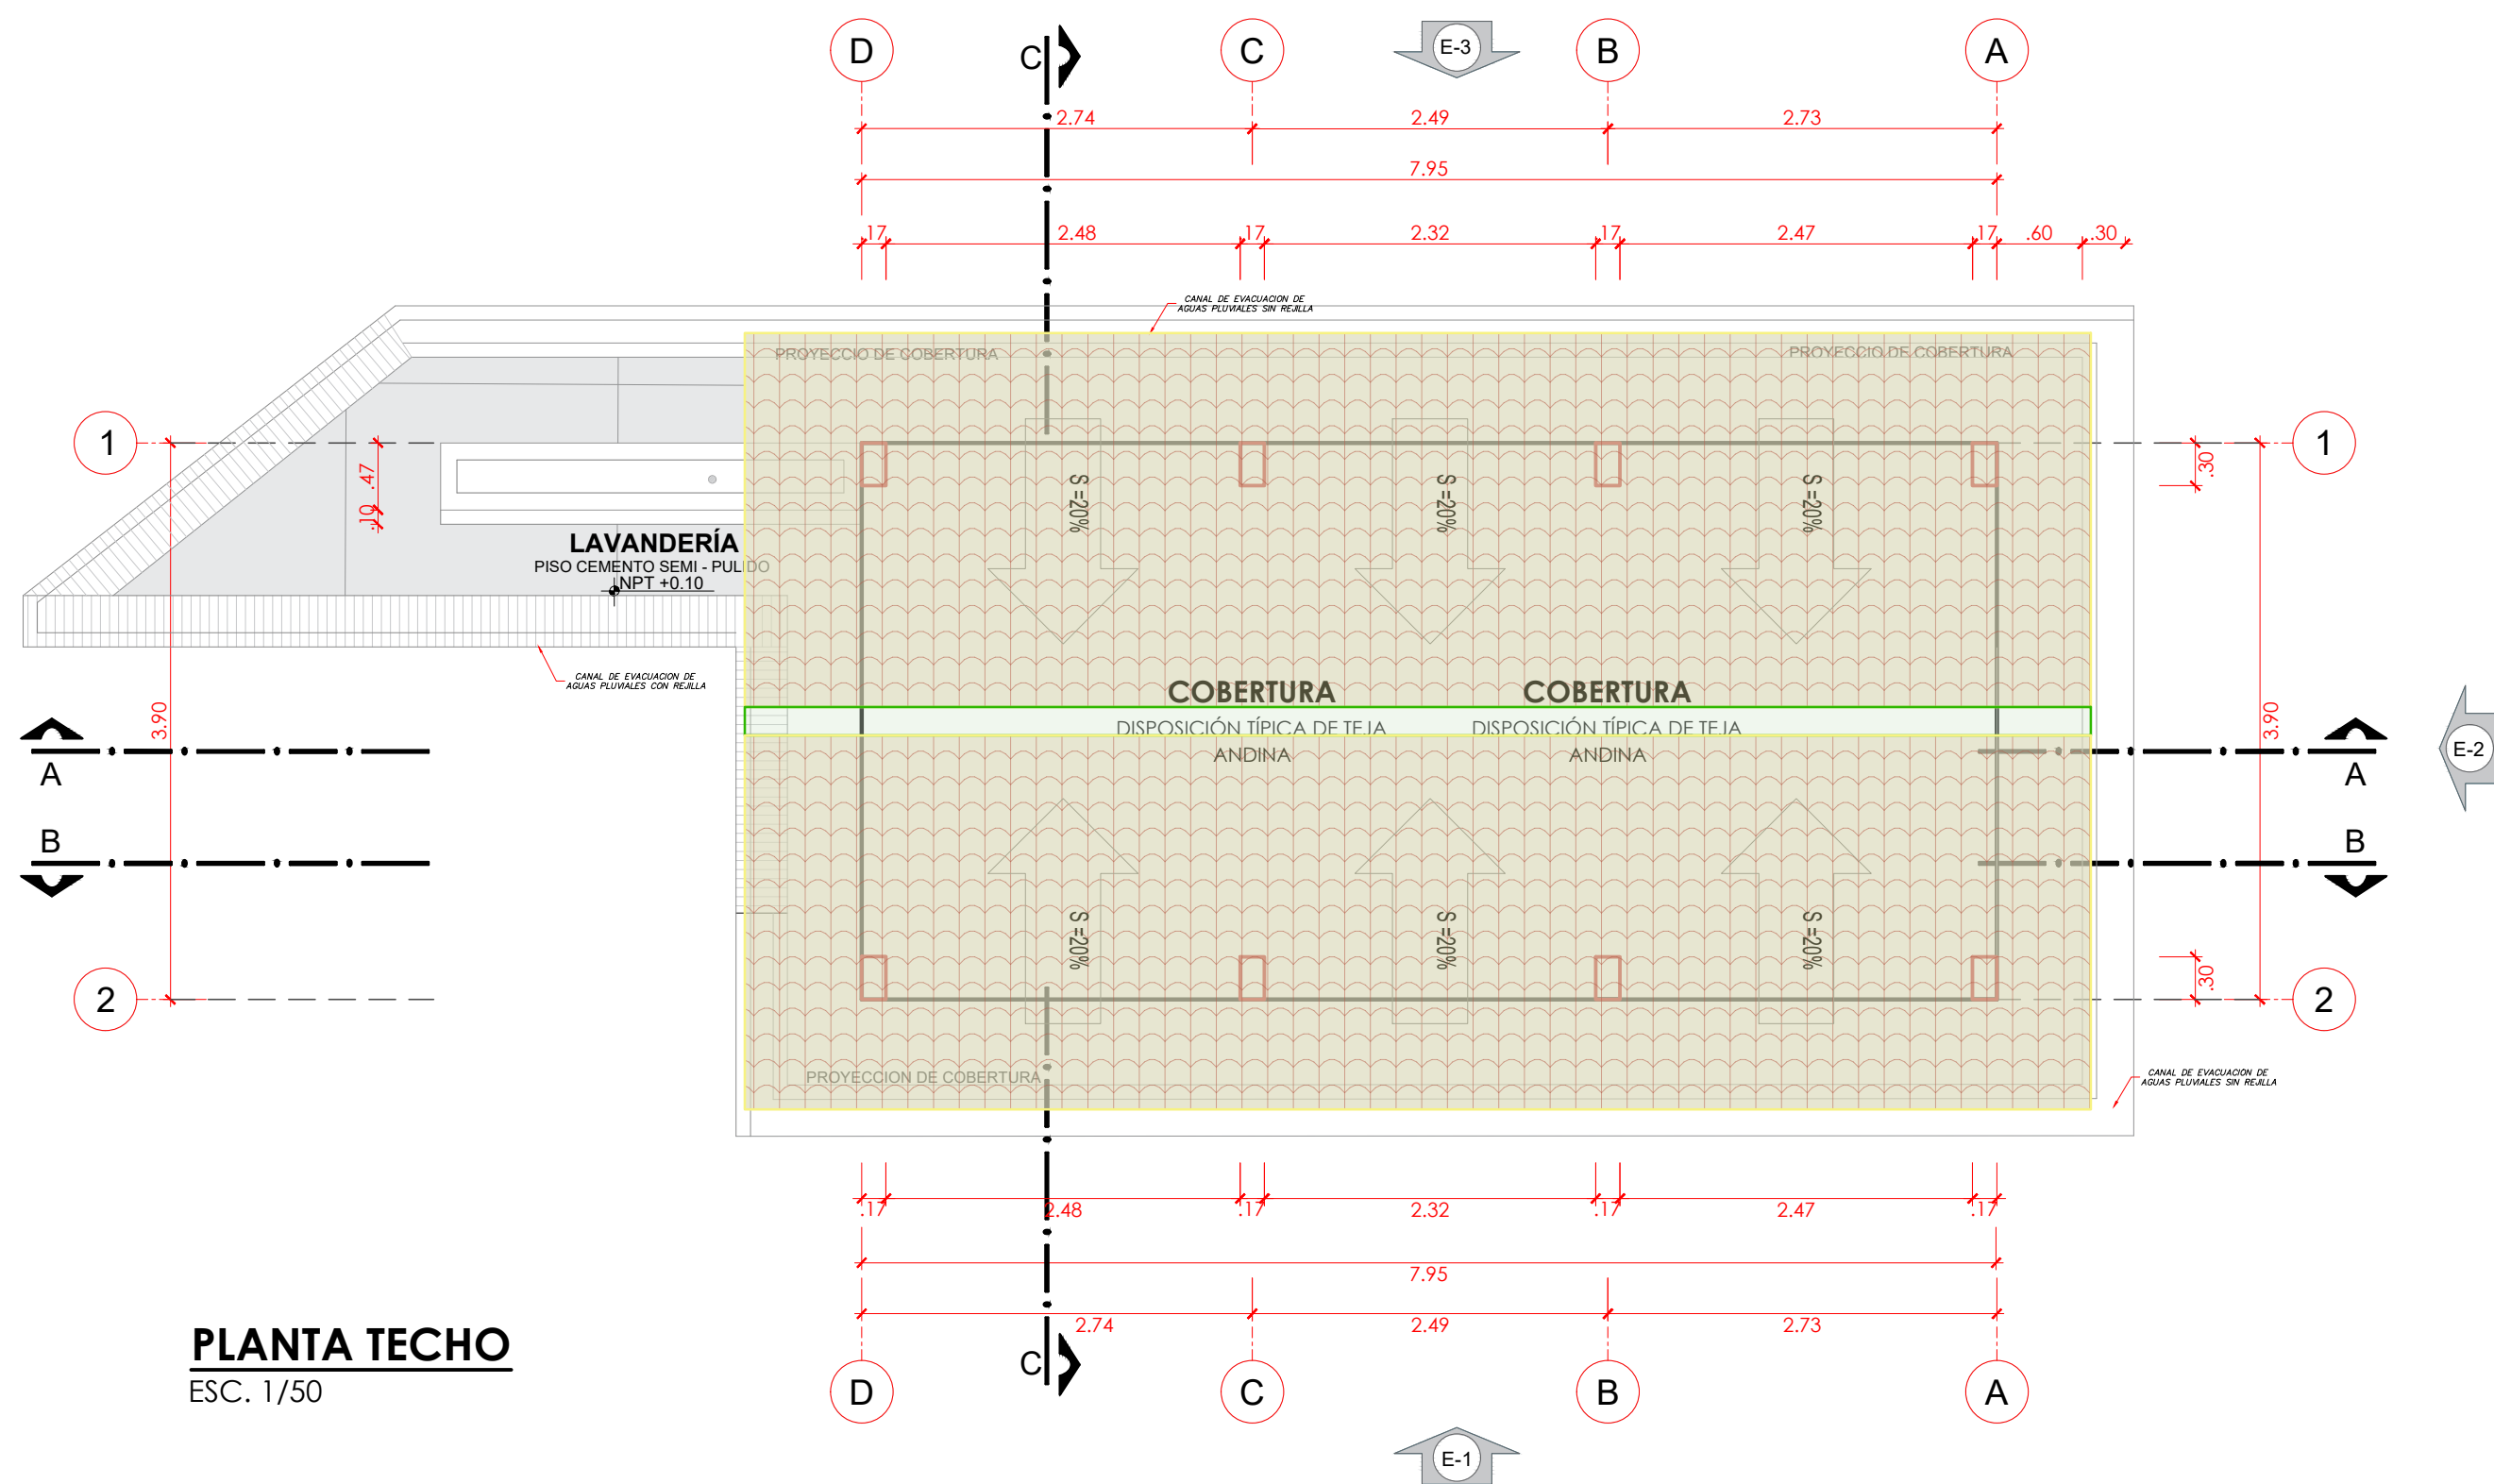 D
C
C
E-3
B
A
2.74
2.49
2.73
7.95
.17
2.48
.17
2.32
.17
2.47
.17
.60
.30
CANAL DE EVACUACION DE
AGUAS PLUVIALES SIN REJILLA
PROYECCIO DE COBERTURA
PROYECCIO DE COBERTURA
1
1
.47
.10
.30
S =20%
S =20%
S =20%
LAVANDERÍA
PISO CEMENTO SEMI - PULIDO
NPT +0.10
CANAL DE EVACUACION DE
AGUAS PLUVIALES CON REJILLA
COBERTURA
COBERTURA
DISPOSICIÓN TÍPICA DE TEJA
ANDINA
DISPOSICIÓN TÍPICA DE TEJA
ANDINA
3.90
3.90
A
A
E-2
B
B
S =20%
S =20%
S =20%
.30
2
2
PROYECCION DE COBERTURA
CANAL DE EVACUACION DE
AGUAS PLUVIALES SIN REJILLA
.17
2.48
.17
2.32
.17
2.47
.17
7.95
2.74
2.49
2.73
PLANTA TECHO
ESC. 1/50
D
C
C
B
A
E-1